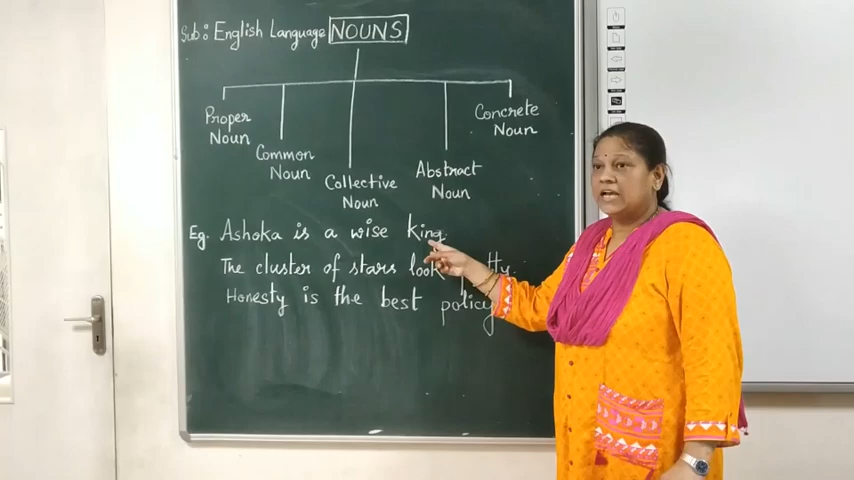 Sub: English Language NOUNS
Proper Noun
Common Noun
Collective Noun
Abstract Noun
Concrete Noun
Eg. Ashoka is a wise king.
The cluster of stars look
Honesty is the best policy